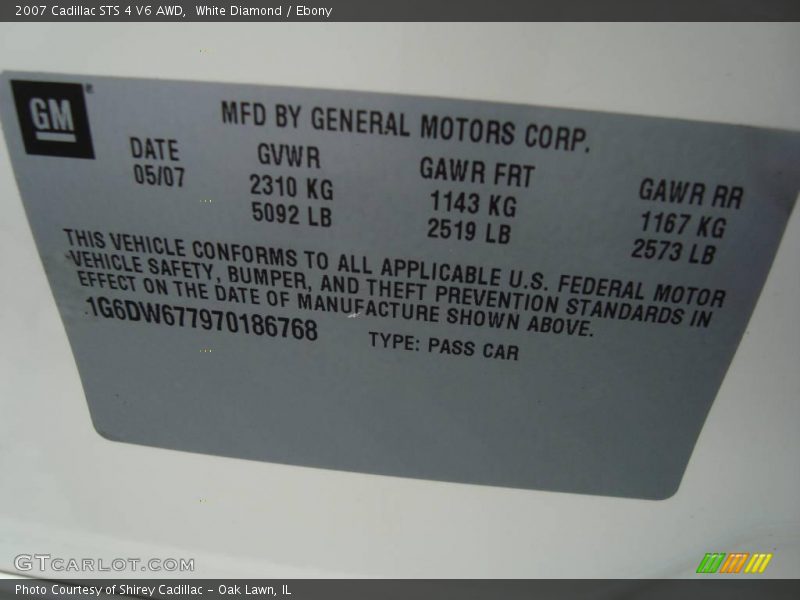 2007 Cadillac STS 4 V6 AWD, White Diamond / Ebony
GM®
MFD BY GENERAL MOTORS CORP.
DATE GVWR GAWR FRT GAWR RR
05/07 2310 KG 1143 KG 1167 KG
5092 LB 2519 LB 2573 LB
THIS VEHICLE CONFORMS TO ALL APPLICABLE U.S. FEDERAL MOTOR
VEHICLE SAFETY, BUMPER, AND THEFT PREVENTION STANDARDS IN
EFFECT ON THE DATE OF MANUFACTURE SHOWN ABOVE.
1G6DW677970186768 TYPE: PASS CAR
GTCARLOT.COM
Photo Courtesy of Shirey Cadillac - Oak Lawn, IL